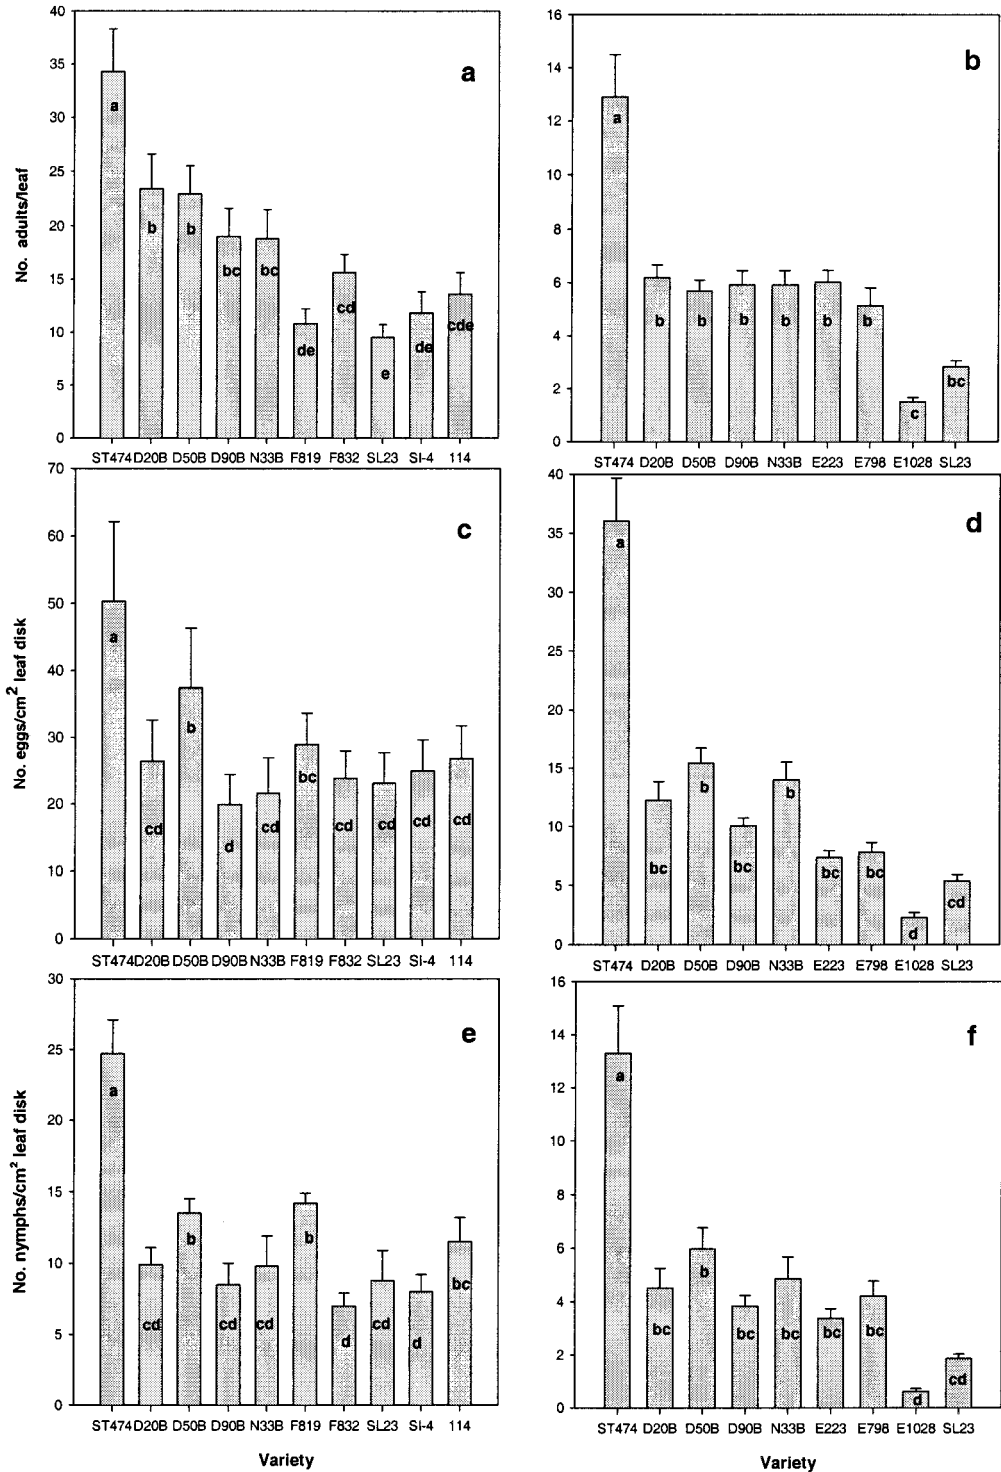 a
No. adults/leaf
40
35
30
25
20
15
10
5
0
a
b
b
bc
bc
de
cd
e
de
cde
ST474 D20B D50B D90B N33B F819 F832 SL23 SI-4 114
b
16
14
12
10
8
6
4
2
0
a
b
b
b
b
b
b
c
bc
ST474 D20B D50B D90B N33B E223 E798 E1028 SL23
c
No. eggs/cm² leaf disk
70
60
50
40
30
20
10
0
a
cd
b
d
cd
bc
cd
cd
cd
cd
ST474 D20B D50B D90B N33B F819 F832 SL23 SI-4 114
d
40
35
30
25
20
15
10
5
0
a
bc
b
bc
b
bc
bc
d
cd
ST474 D20B D50B D90B N33B E223 E798 E1028 SL23
e
No. nymphs/cm² leaf disk
30
25
20
15
10
5
0
a
cd
b
cd
cd
b
d
cd
d
bc
ST474 D20B D50B D90B N33B F819 F832 SL23 SI-4 114
Variety
f
16
14
12
10
8
6
4
2
0
a
bc
b
bc
bc
bc
bc
d
cd
ST474 D20B D50B D90B N33B E223 E798 E1028 SL23
Variety